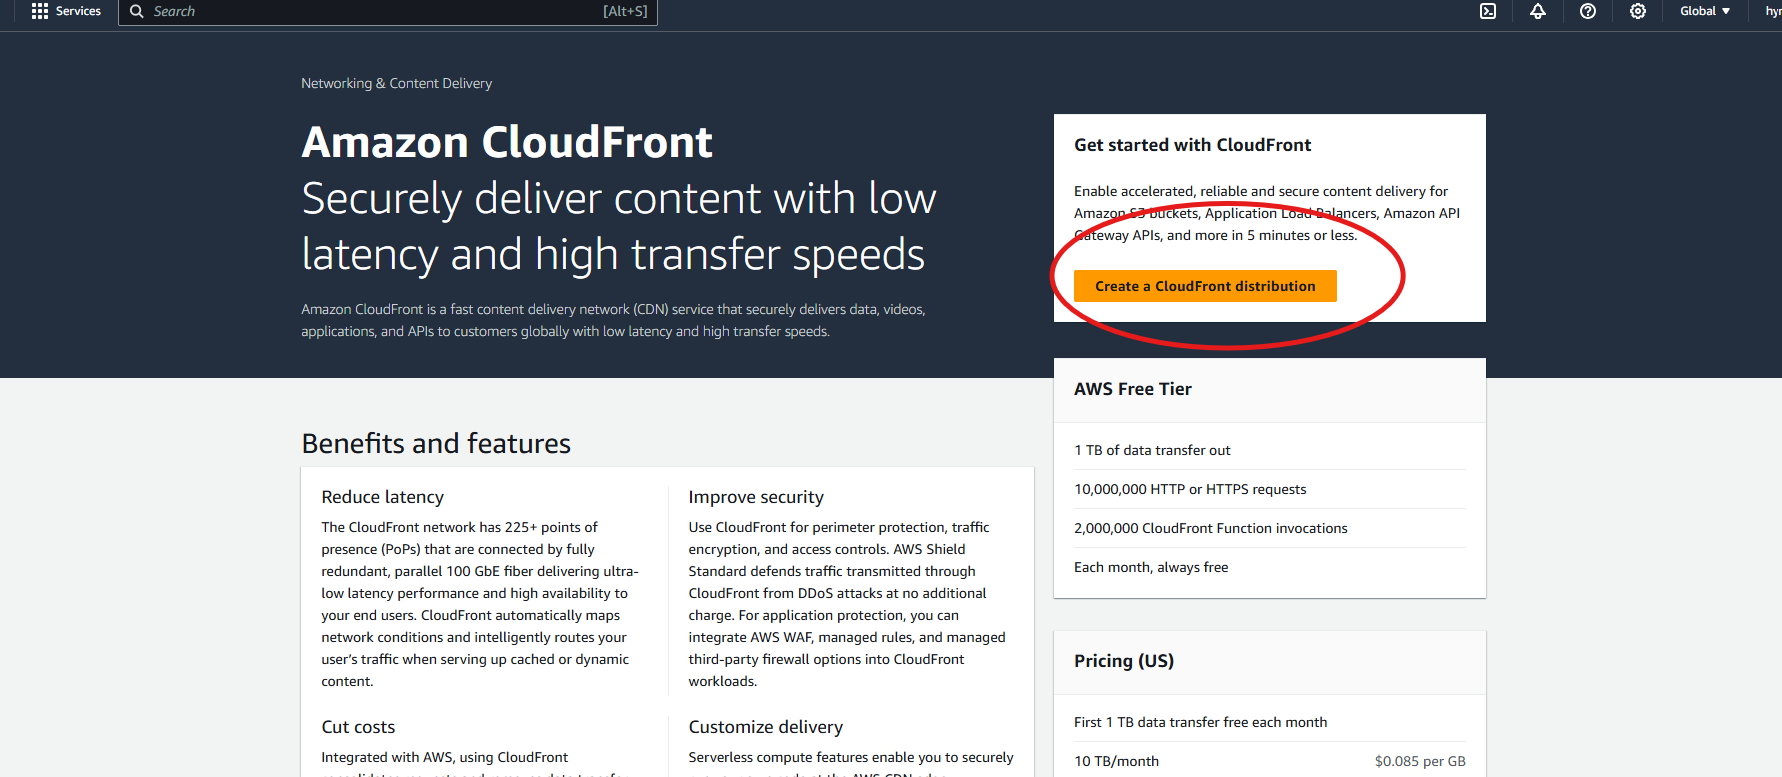 Services
Search
[Alt+S]
Global
Networking & Content Delivery
Amazon CloudFront
Securely deliver content with low
latency and high transfer speeds
Amazon CloudFront is a fast content delivery network (CDN) service that securely delivers data, videos,
applications, and APIs to customers globally with low latency and high transfer speeds.
Get started with CloudFront
Enable accelerated, reliable and secure content delivery for
Amazon S3 buckets, Application Load Balancers, Amazon API
Gateway APIs, and more in 5 minutes or less.
Create a CloudFront distribution
AWS Free Tier
1 TB of data transfer out
10,000,000 HTTP or HTTPS requests
2,000,000 CloudFront Function invocations
Each month, always free
Pricing (US)
First 1 TB data transfer free each month
10 TB/month
$0.085 per GB
Benefits and features
Reduce latency
The CloudFront network has 225+ points of
presence (PoPs) that are connected by fully
redundant, parallel 100 GbE fiber delivering ultra-
low latency performance and high availability to
your end users. CloudFront automatically maps
network conditions and intelligently routes your
user's traffic when serving up cached or dynamic
content.
Improve security
Use CloudFront for perimeter protection, traffic
encryption, and access controls. AWS Shield
Standard defends traffic transmitted through
CloudFront from DDoS attacks at no additional
charge. For application protection, you can
integrate AWS WAF, managed rules, and managed
third-party firewall options into CloudFront
workloads.
Cut costs
Integrated with AWS, using CloudFront
Customize delivery
Serverless compute features enable you to securely